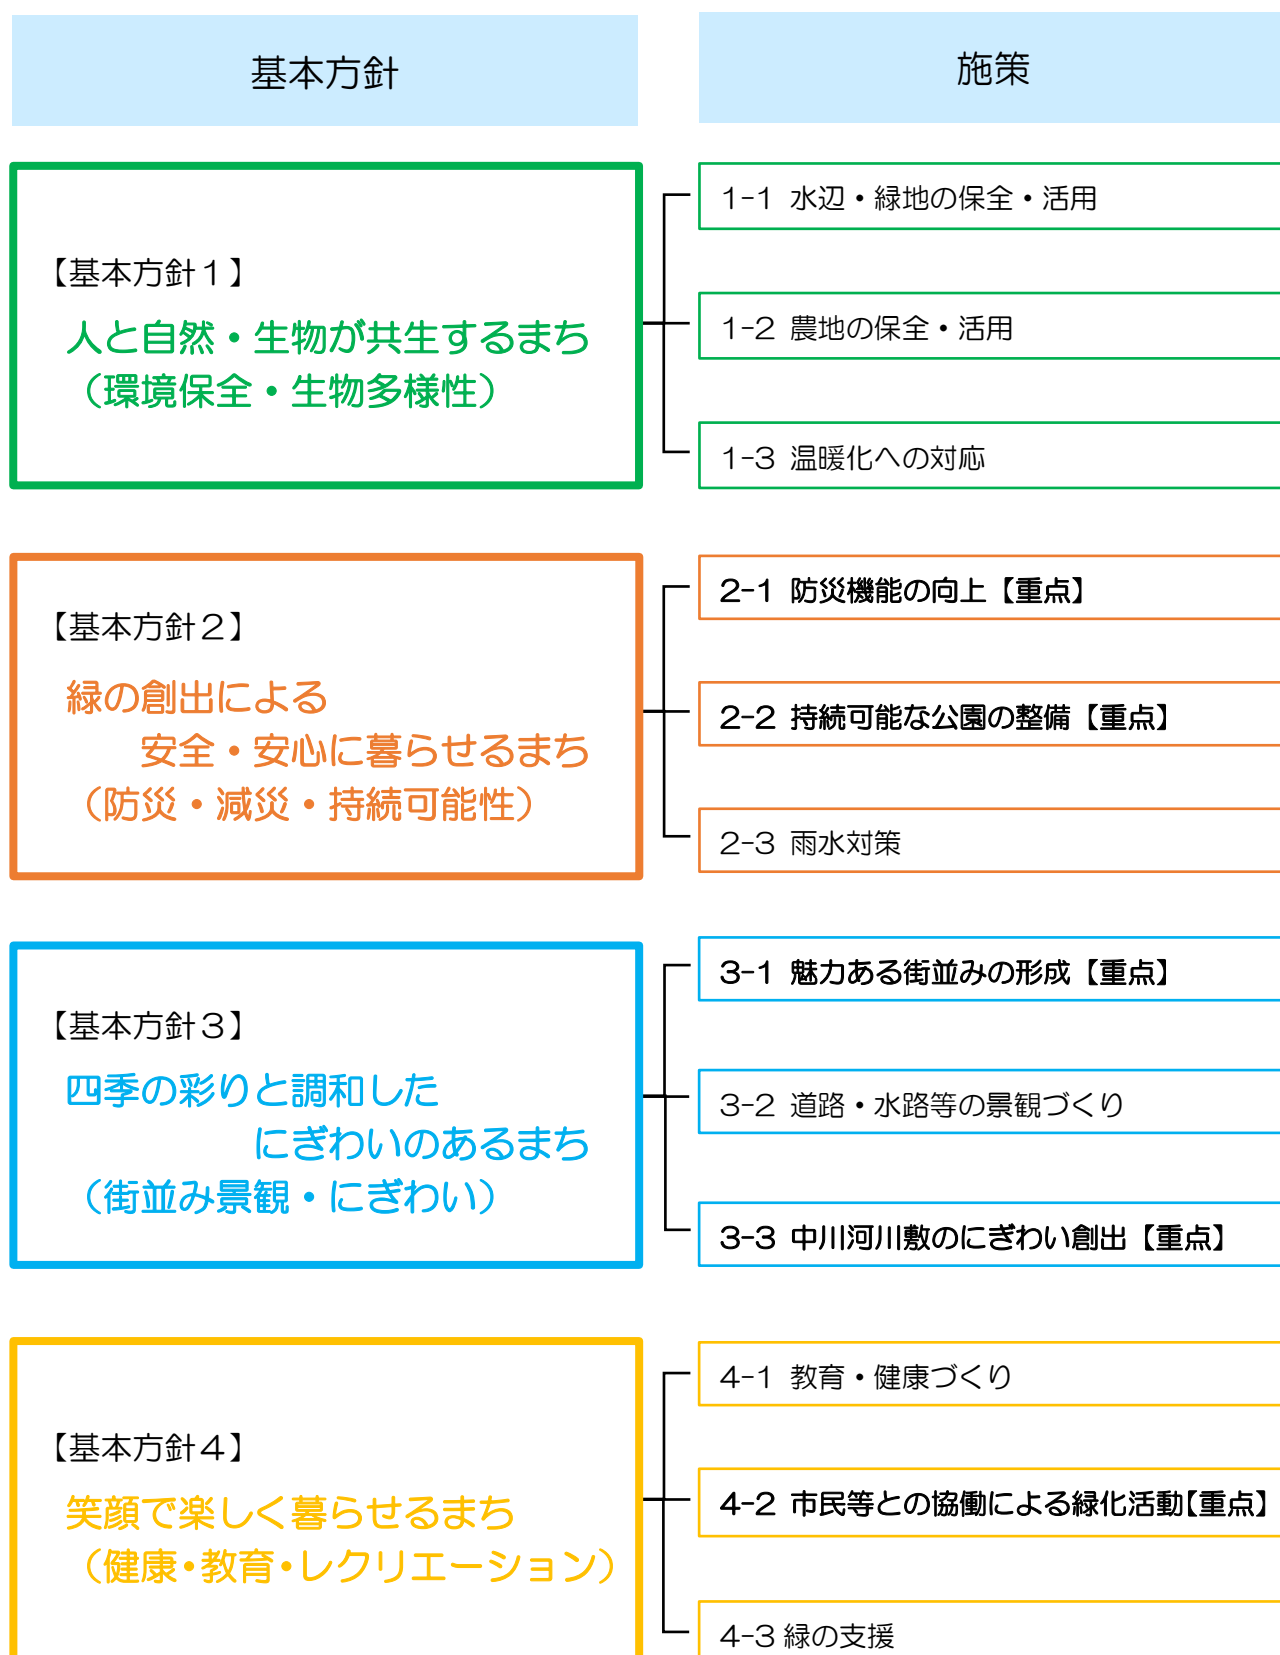 基本方針
施策
【基本方針１】
人と自然・生物が共生するまち
（環境保全・生物多様性）
1-1 水辺・緑地の保全・活用
1-2 農地の保全・活用
1-3 温暖化への対応
【基本方針２】
緑の創出による
安全・安心に暮らせるまち
（防災・減災・持続可能性）
2-1 防災機能の向上【重点】
2-2 持続可能な公園の整備【重点】
2-3 雨水対策
【基本方針３】
四季の彩りと調和した
にぎわいのあるまち
（街並み景観・にぎわい）
3-1 魅力ある街並みの形成【重点】
3-2 道路・水路等の景観づくり
3-3 中川河川敷のにぎわい創出【重点】
【基本方針４】
笑顔で楽しく暮らせるまち
（健康・教育・レクリエーション）
4-1 教育・健康づくり
4-2 市民等との協働による緑化活動【重点】
4-3 緑の支援